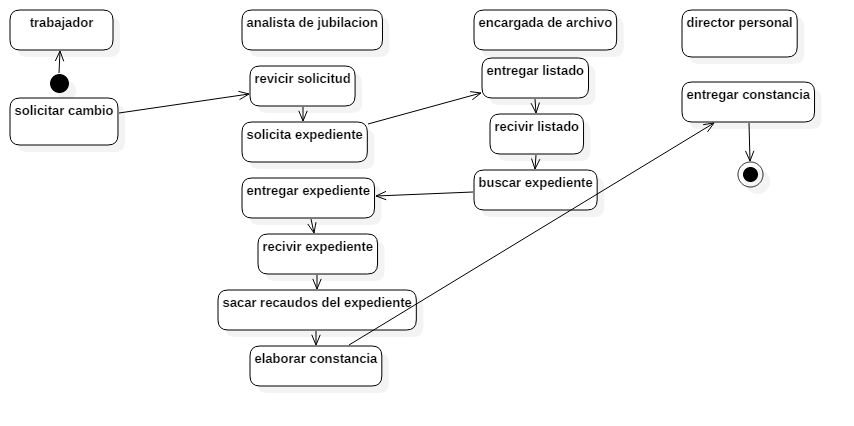 trabajador
analista de jubilacion
encargada de archivo
director personal
solicitar cambio
revicir solicitud
solicita expediente
entregar listado
recivir listado
buscar expediente
entregar expediente
recivir expediente
sacar recaudos del expediente
elaborar constancia
entregar constancia